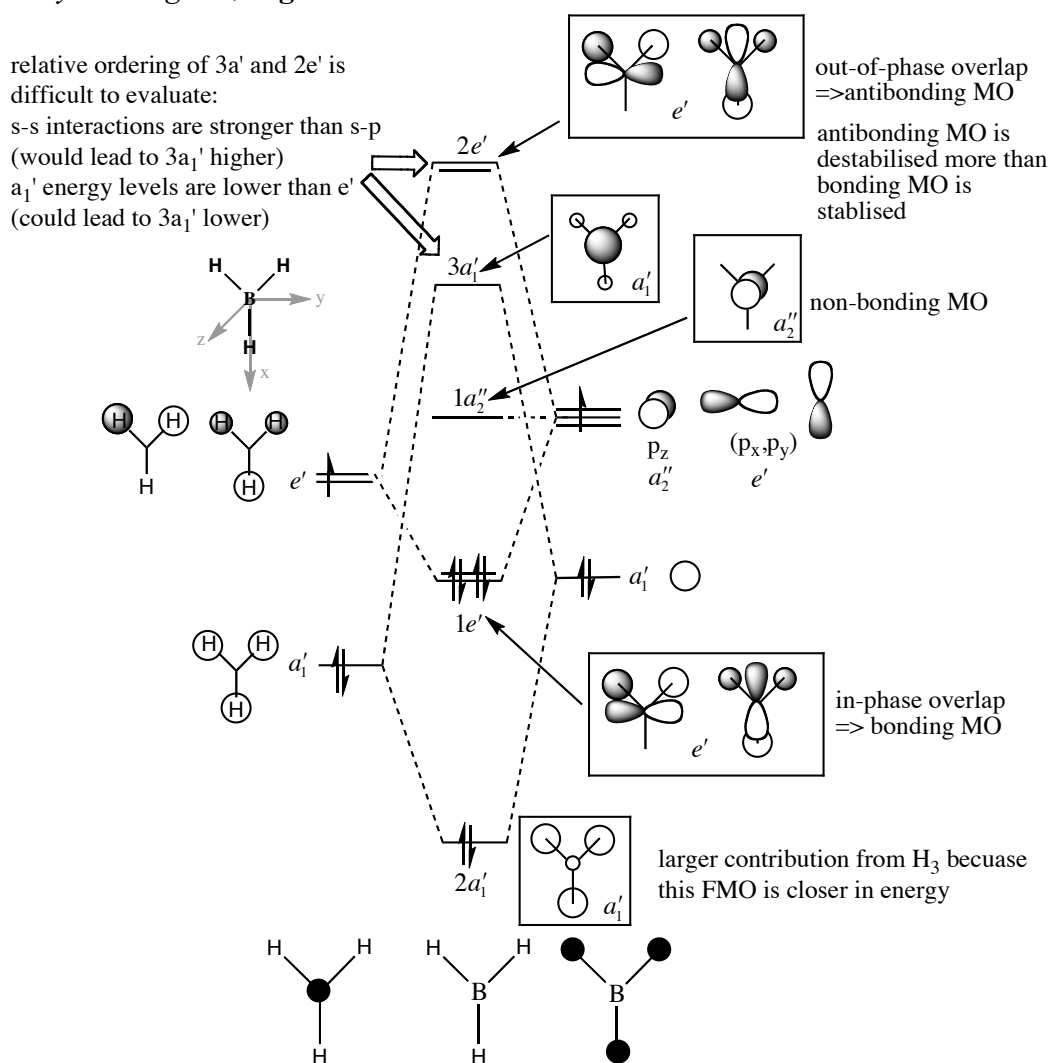 relative ordering of 3a' and 2e' is
difficult to evaluate:
s-s interactions are stronger than s-p
(would lead to 3a₁' higher)
a₁' energy levels are lower than e'
(could lead to 3a₁' lower)
e'
out-of-phase overlap
=>antibonding MO
antibonding MO is
destabilised more than
bonding MO is
stablised
2e'
3a₁'
a₁'
a₂''
non-bonding MO
H H
B
y
z
H
x
1a₂''
H H
H
H H
H
e'
p_z
a₂''
(p_x,p_y)
e'
a₁'
1e'
H H
H
a₁'
e'
in-phase overlap
=> bonding MO
2a₁'
a₁'
larger contribution from H₃ becuase
this FMO is closer in energy
H H
H
H H
B
H
B